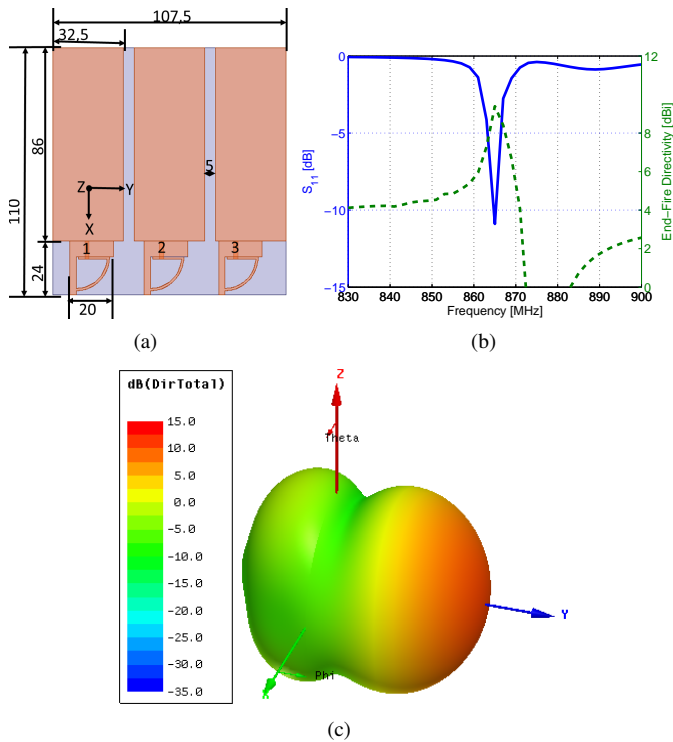 107,5
32,5
86
110
24
5
Z
Y
X
1
2
3
20
(a)
0
−5
−10
−15
S11 [dB]
12
9
6
4
2
0
End−Fire Directivity [dBi]
830 840 850 860 870 880 890 900
Frequency [MHz]
(b)
dB(DirTotal)
15.0
10.0
5.0
0.0
−5.0
−10.0
−15.0
−20.0
−25.0
−30.0
−35.0
Z
Theta
Y
Phi
X
(c)